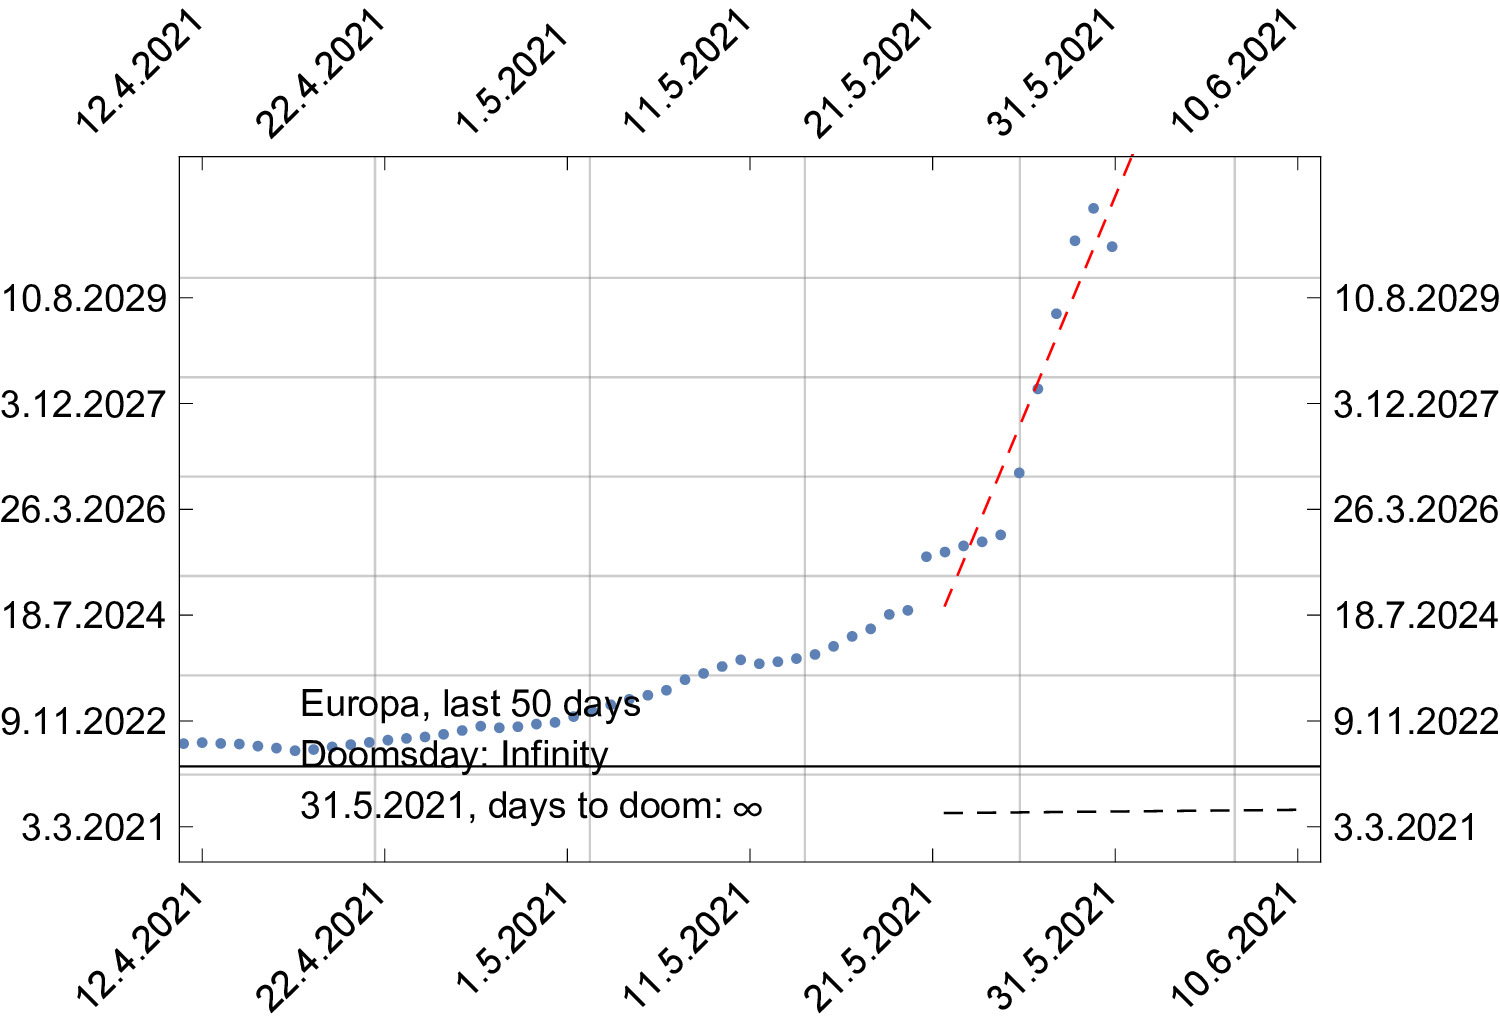 12.4.2021 22.4.2021 1.5.2021 11.5.2021 21.5.2021 31.5.2021 10.6.2021
10.8.2029 10.8.2029
3.12.2027 3.12.2027
26.3.2026 26.3.2026
18.7.2024 18.7.2024
Europa, last 50 days
9.11.2022 9.11.2022
Doomsday: Infinity
31.5.2021, days to doom: ∞
3.3.2021 3.3.2021
12.4.2021 22.4.2021 1.5.2021 11.5.2021 21.5.2021 31.5.2021 10.6.2021